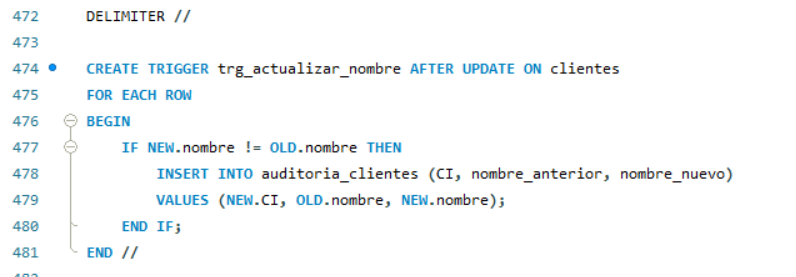 472 DELIMITER //
473
474 CREATE TRIGGER trg_actualizar_nombre AFTER UPDATE ON clientes
475 FOR EACH ROW
476 BEGIN
477 IF NEW.nombre != OLD.nombre THEN
478 INSERT INTO auditoria_clientes (CI, nombre_anterior, nombre_nuevo)
479 VALUES (NEW.CI, OLD.nombre, NEW.nombre);
480 END IF;
481 END //